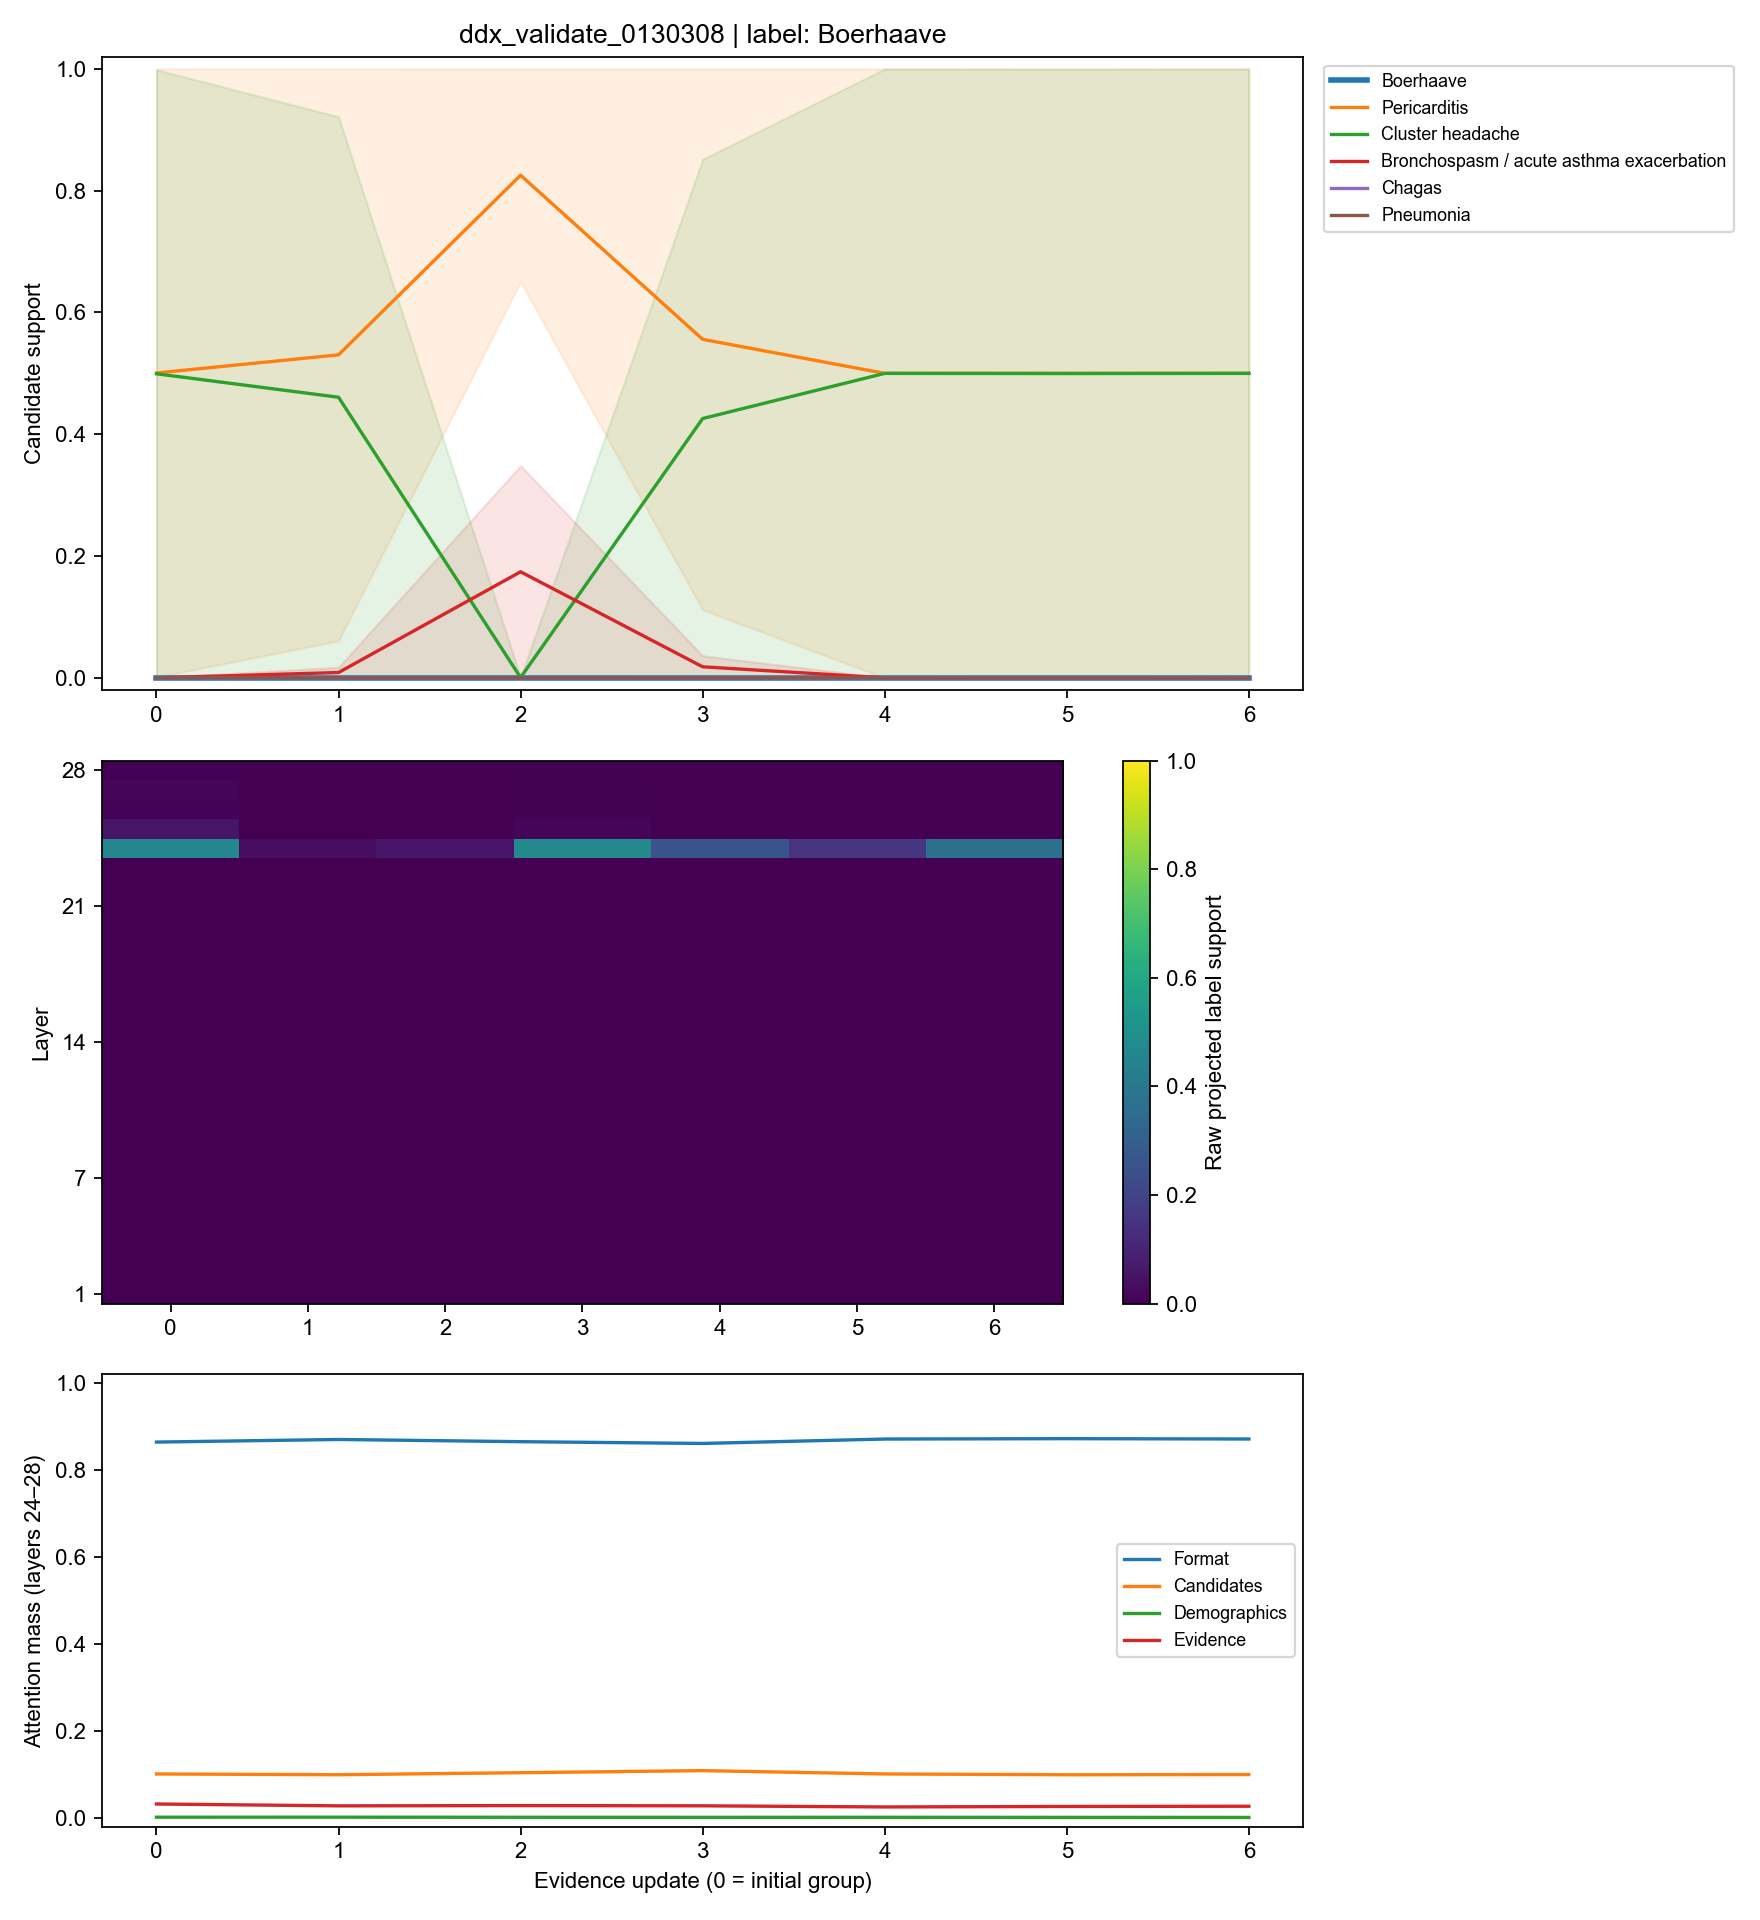 ddx_validate_0130308 | label: Boerhaave
1.0
0.8
0.6
0.4
0.2
0.0
Candidate support
0 1 2 3 4 5 6
Boerhaave
Pericarditis
Cluster headache
Bronchospasm / acute asthma exacerbation
Chagas
Pneumonia
28
21
14
7
1
Layer
0 1 2 3 4 5 6
1.0
0.8
0.6
0.4
0.2
0.0
Raw projected label support
1.0
0.8
0.6
0.4
0.2
0.0
Attention mass (layers 24–28)
Format
Candidates
Demographics
Evidence
0 1 2 3 4 5 6
Evidence update (0 = initial group)